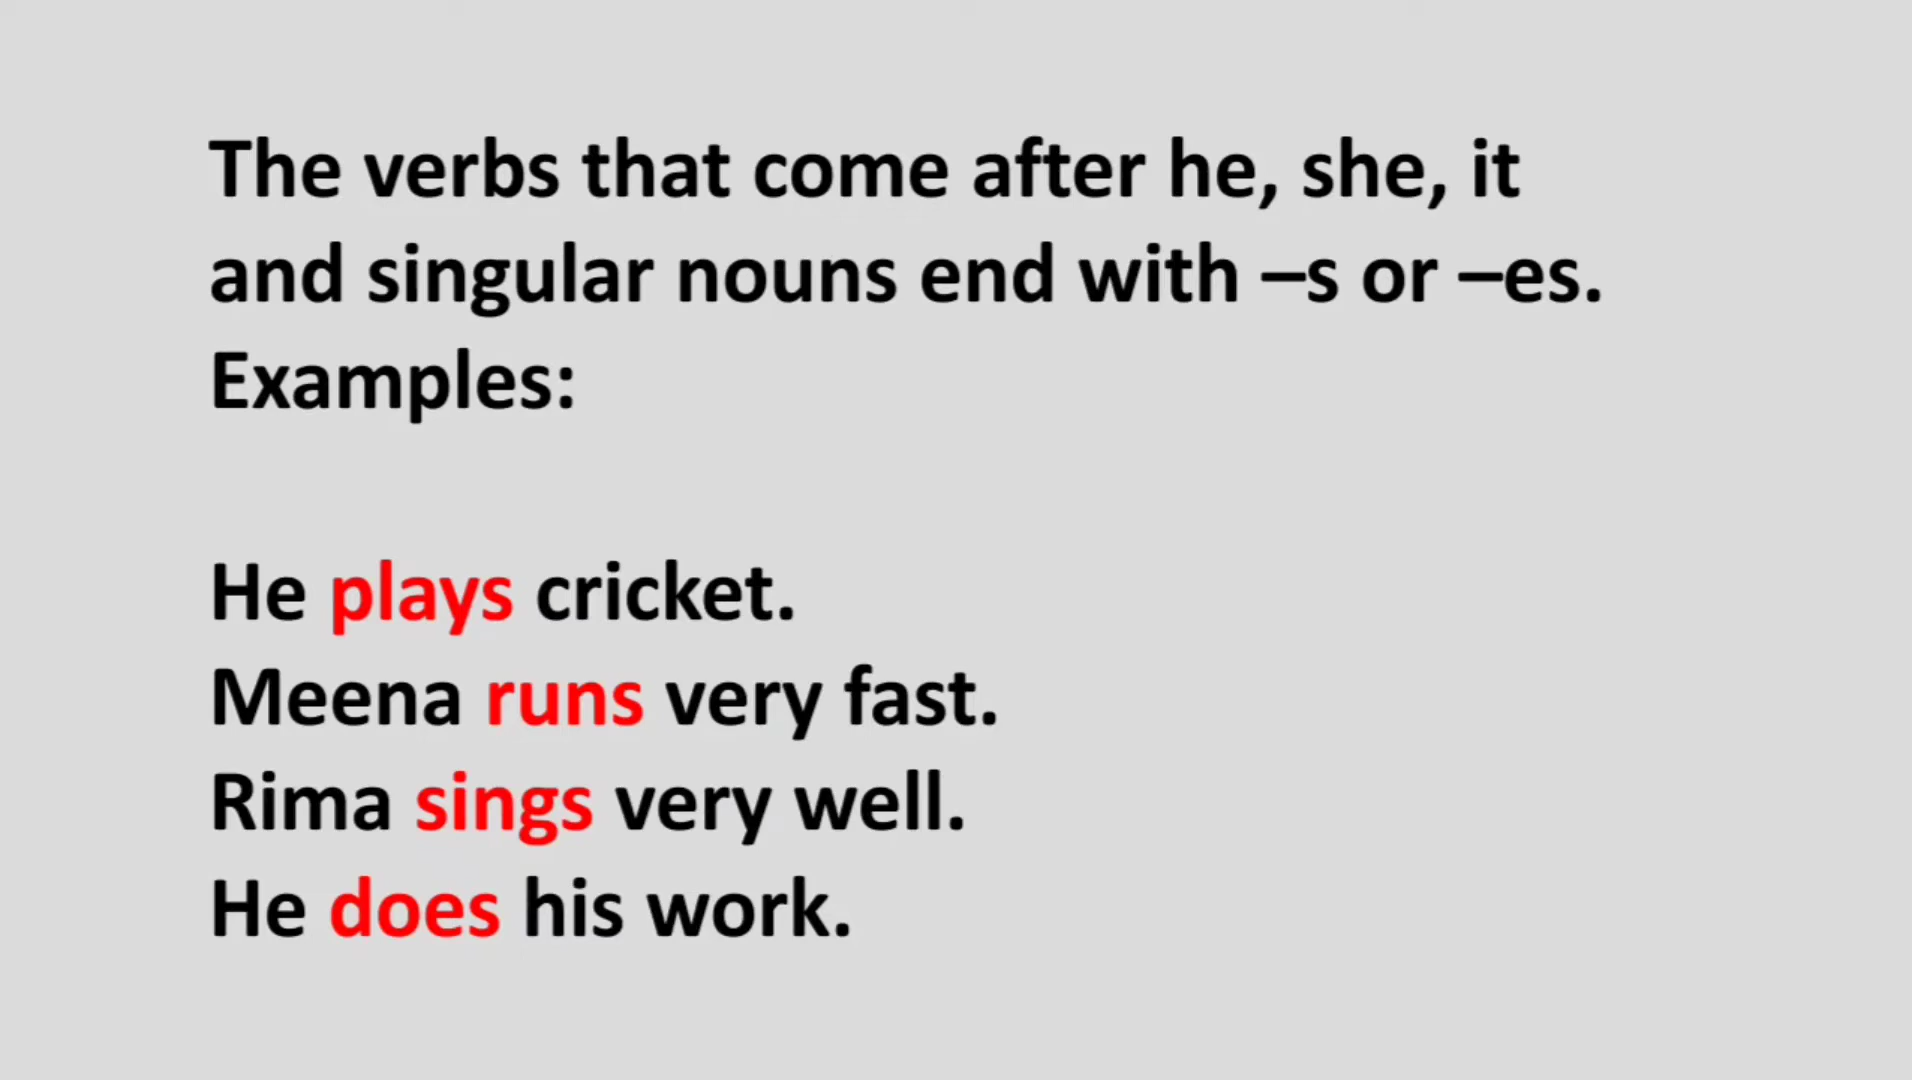 The verbs that come after he, she, it
and singular nouns end with –s or –es.
Examples:
He plays cricket.
Meena runs very fast.
Rima sings very well.
He does his work.